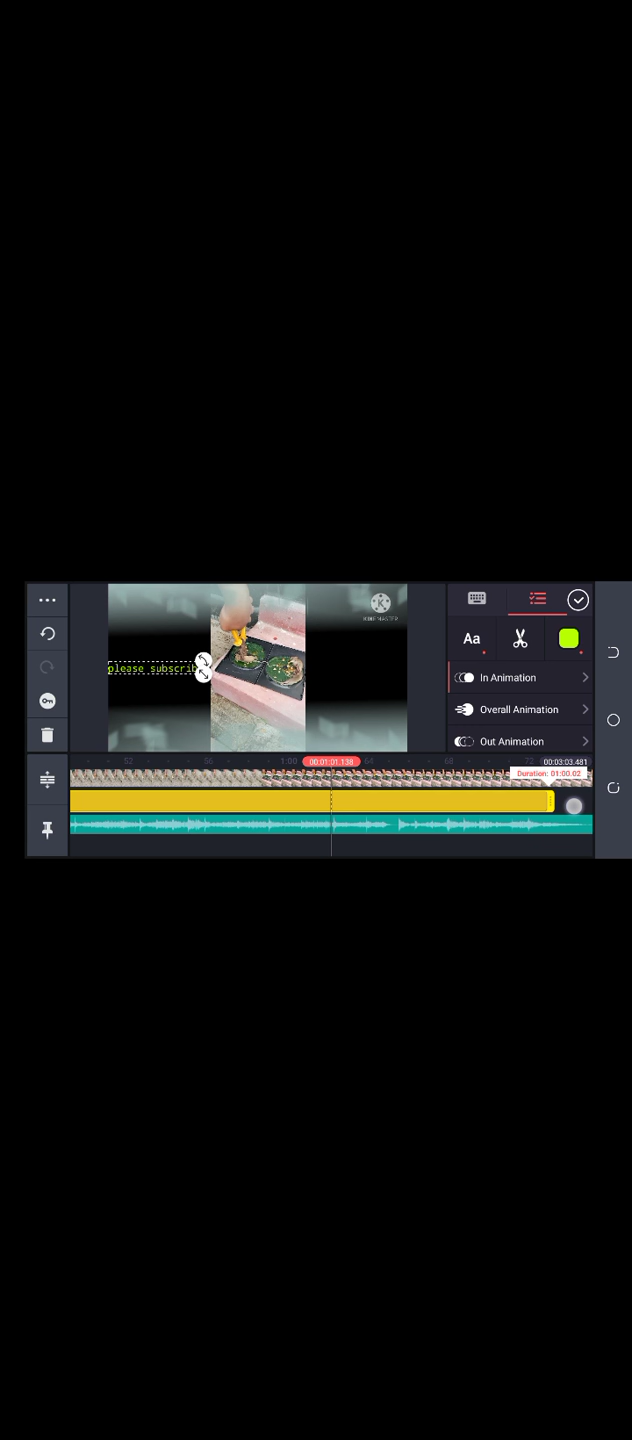 KINEMASTER
please subscrib
Aa
In Animation
Overall Animation
Out Animation
52
56
1:00
00:01:01.138
64
68
72
00:03:03.481
Duration: 01:00.02